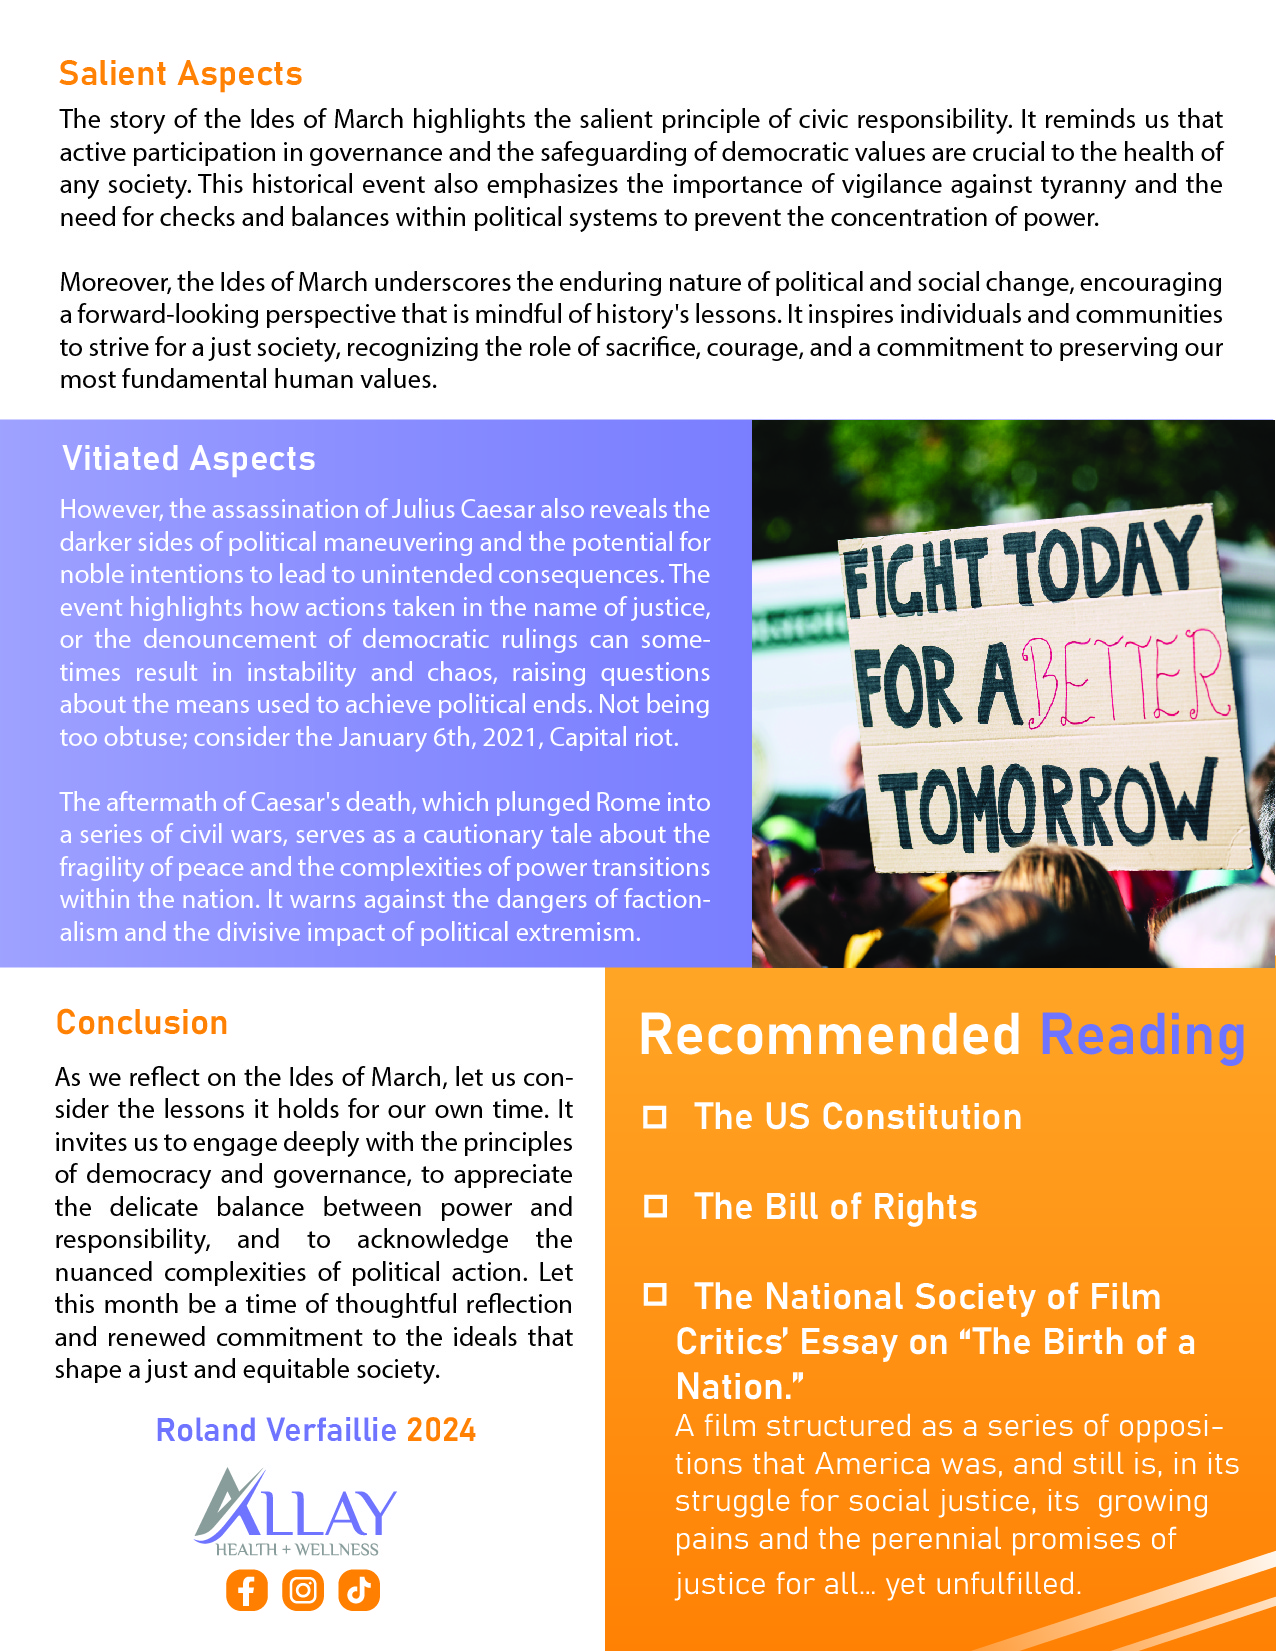 Salient Aspects
The story of the Ides of March highlights the salient principle of civic responsibility. It reminds us that
active participation in governance and the safeguarding of democratic values are crucial to the health of
any society. This historical event also emphasizes the importance of vigilance against tyranny and the
need for checks and balances within political systems to prevent the concentration of power.
Moreover, the Ides of March underscores the enduring nature of political and social change, encouraging
a forward-looking perspective that is mindful of history's lessons. It inspires individuals and communities
to strive for a just society, recognizing the role of sacrifice, courage, and a commitment to preserving our
most fundamental human values.
Vitiated Aspects
However, the assassination of Julius Caesar also reveals the
darker sides of political maneuvering and the potential for
noble intentions to lead to unintended consequences. The
event highlights how actions taken in the name of justice,
or the denouncement of democratic rulings can some-
times result in instability and chaos, raising questions
about the means used to achieve political ends. Not being
too obtuse; consider the January 6th, 2021, Capital riot.
The aftermath of Caesar's death, which plunged Rome into
a series of civil wars, serves as a cautionary tale about the
fragility of peace and the complexities of power transitions
within the nation. It warns against the dangers of faction-
alism and the divisive impact of political extremism.
FIGHT TODAY
FOR A BETTER
TOMORROW
Conclusion
As we reflect on the Ides of March, let us con-
sider the lessons it holds for our own time. It
invites us to engage deeply with the principles
of democracy and governance, to appreciate
the delicate balance between power and
responsibility, and to acknowledge the
nuanced complexities of political action. Let
this month be a time of thoughtful reflection
and renewed commitment to the ideals that
shape a just and equitable society.
Roland Verfaillie 2024
ALLAY
HEALTH + WELLNESS
Recommended Reading
The US Constitution
The Bill of Rights
The National Society of Film
Critics’ Essay on “The Birth of a
Nation.”
A film structured as a series of opposi-
tions that America was, and still is, in its
struggle for social justice, its growing
pains and the perennial promises of
justice for all... yet unfulfilled.